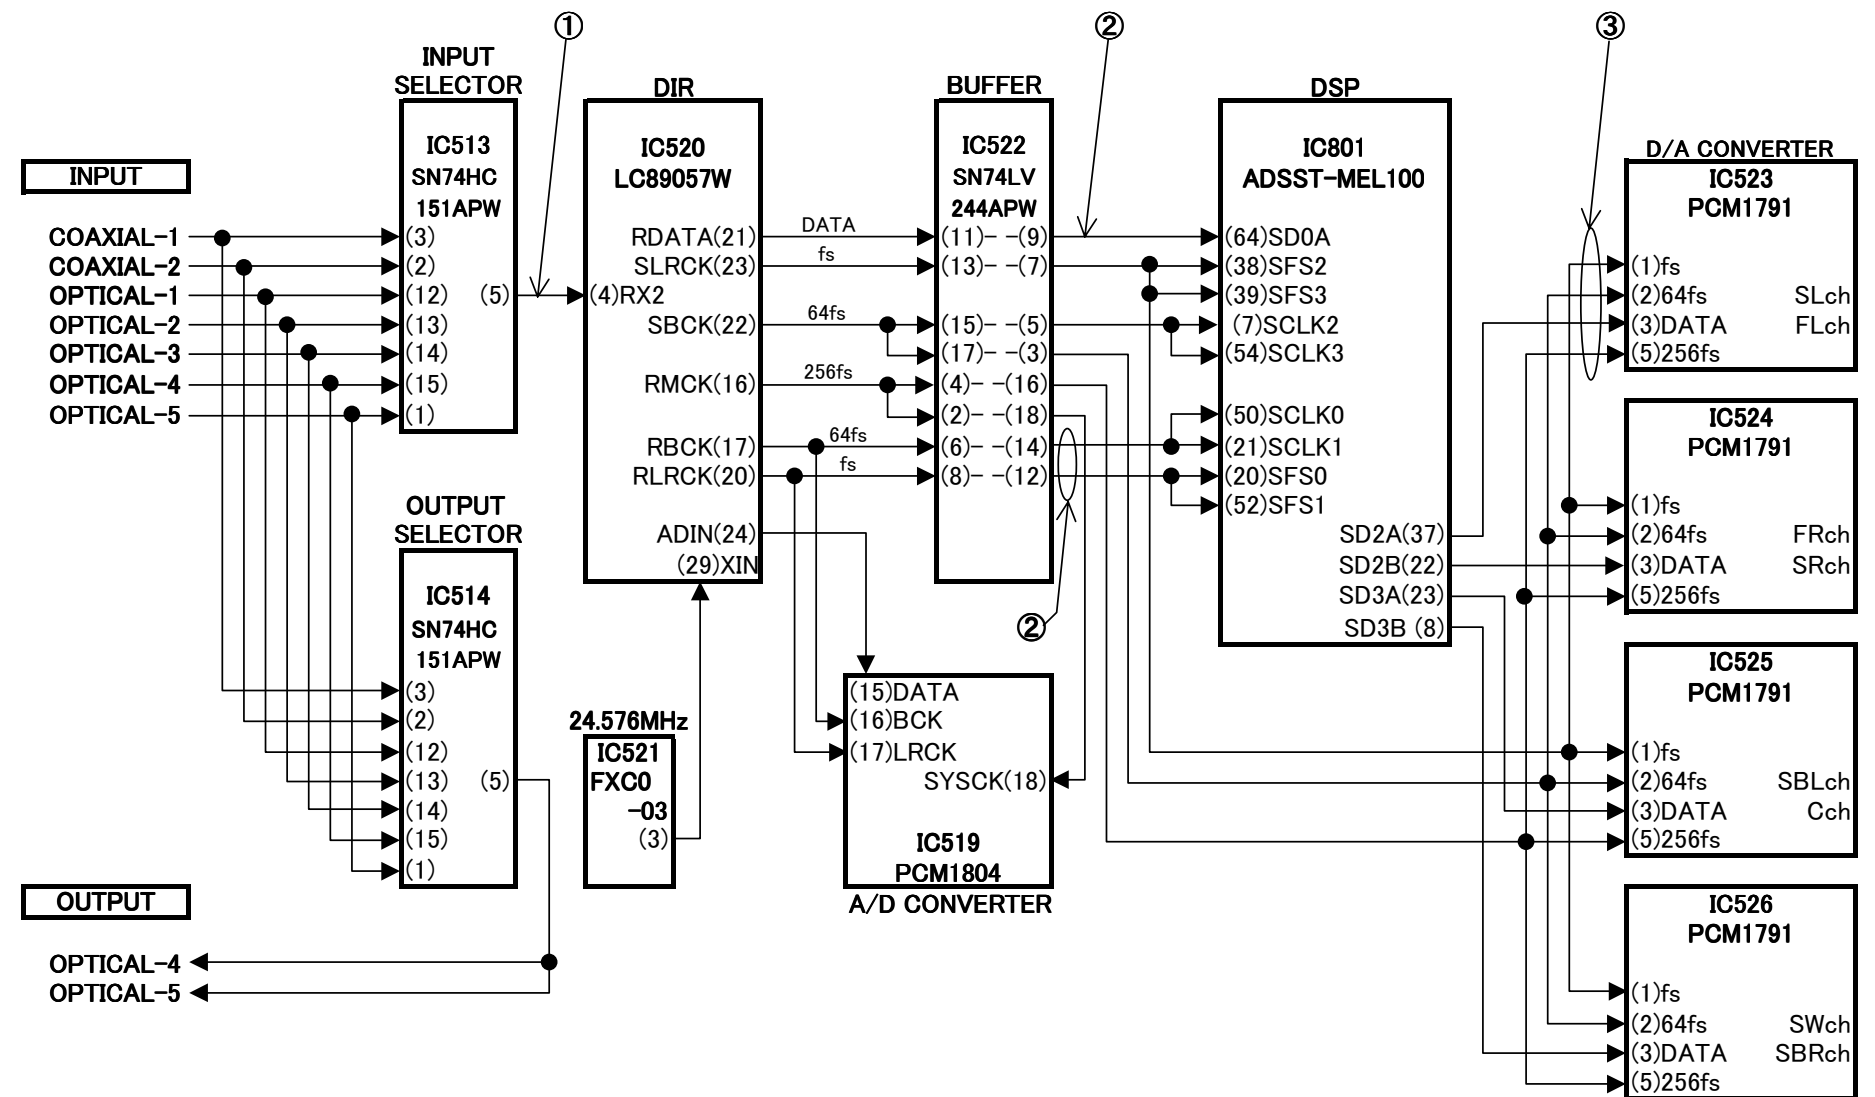 ①
②
③
INPUT
SELECTOR
DIR
BUFFER
DSP
D/A CONVERTER
INPUT
COAXIAL-1
COAXIAL-2
OPTICAL-1
OPTICAL-2
OPTICAL-3
OPTICAL-4
OPTICAL-5
IC513
SN74HC
151APW
(3)
(2)
(12) (5)
(13)
(14)
(15)
(1)
IC520
LC89057W
RDATA(21)
SLRCK(23)
(4)RX2
SBCK(22)
RMCK(16)
RBCK(17)
RLRCK(20)
ADIN(24)
(29)XIN
DATA
fs
64fs
256fs
64fs
fs
IC522
SN74LV
244APW
(11)- -(9)
(13)- -(7)
(15)- -(5)
(17)- -(3)
(4)- -(16)
(2)- -(18)
(6)- -(14)
(8)- -(12)
②
IC801
ADSST-MEL100
(64)SD0A
(38)SFS2
(39)SFS3
(7)SCLK2
(54)SCLK3
(50)SCLK0
(21)SCLK1
(20)SFS0
(52)SFS1
SD2A(37)
SD2B(22)
SD3A(23)
SD3B (8)
IC523
PCM1791
(1)fs
(2)64fs SLch
(3)DATA FLch
(5)256fs
IC524
PCM1791
(1)fs
(2)64fs FRch
(3)DATA SRch
(5)256fs
IC525
PCM1791
(1)fs
(2)64fs SBLch
(3)DATA Cch
(5)256fs
IC526
PCM1791
(1)fs
(2)64fs SWch
(3)DATA SBRch
(5)256fs
OUTPUT
SELECTOR
IC514
SN74HC
151APW
(3)
(2)
(12)
(13) (5)
(14)
(15)
(1)
24.576MHz
IC521
FXC0
-03
(3)
(15)DATA
(16)BCK
(17)LRCK
SYSCK(18)
IC519
PCM1804
A/D CONVERTER
OUTPUT
OPTICAL-4
OPTICAL-5